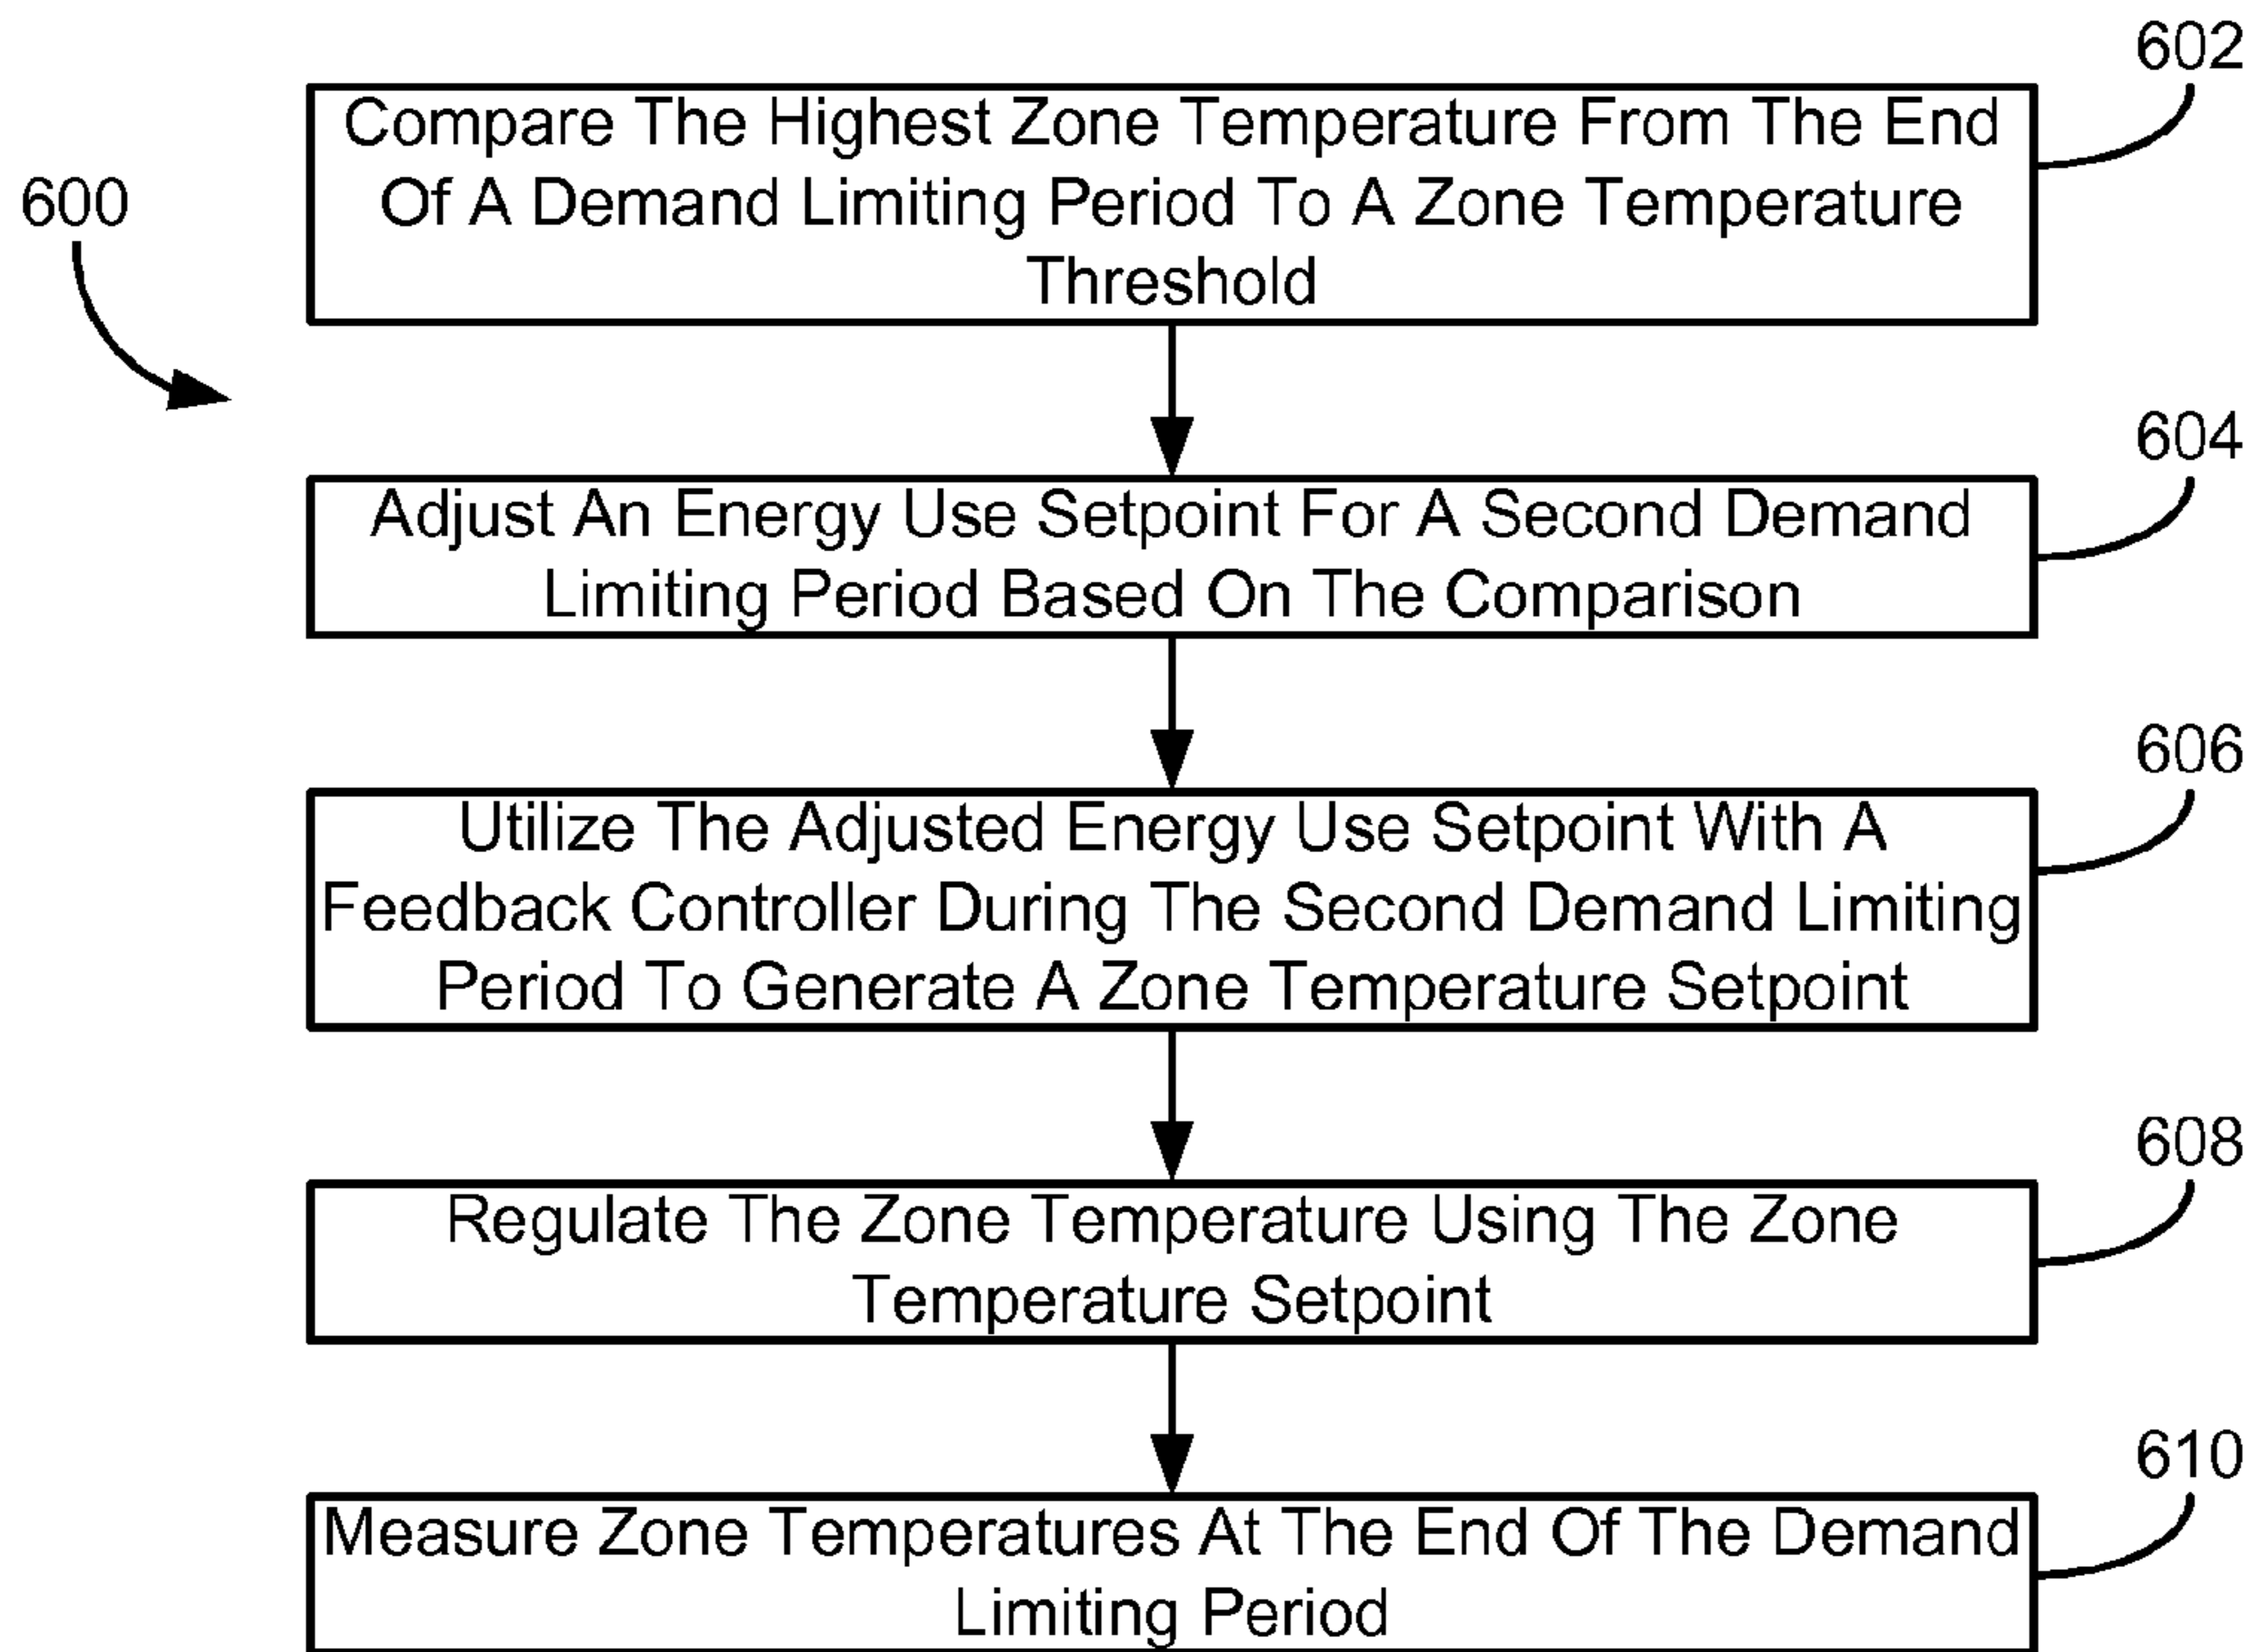 602
Compare The Highest Zone Temperature From The End
Of A Demand Limiting Period To A Zone Temperature
Threshold
600
604
Adjust An Energy Use Setpoint For A Second Demand
Limiting Period Based On The Comparison
606
Utilize The Adjusted Energy Use Setpoint With A
Feedback Controller During The Second Demand Limiting
Period To Generate A Zone Temperature Setpoint
608
Regulate The Zone Temperature Using The Zone
Temperature Setpoint
610
Measure Zone Temperatures At The End Of The Demand
Limiting Period